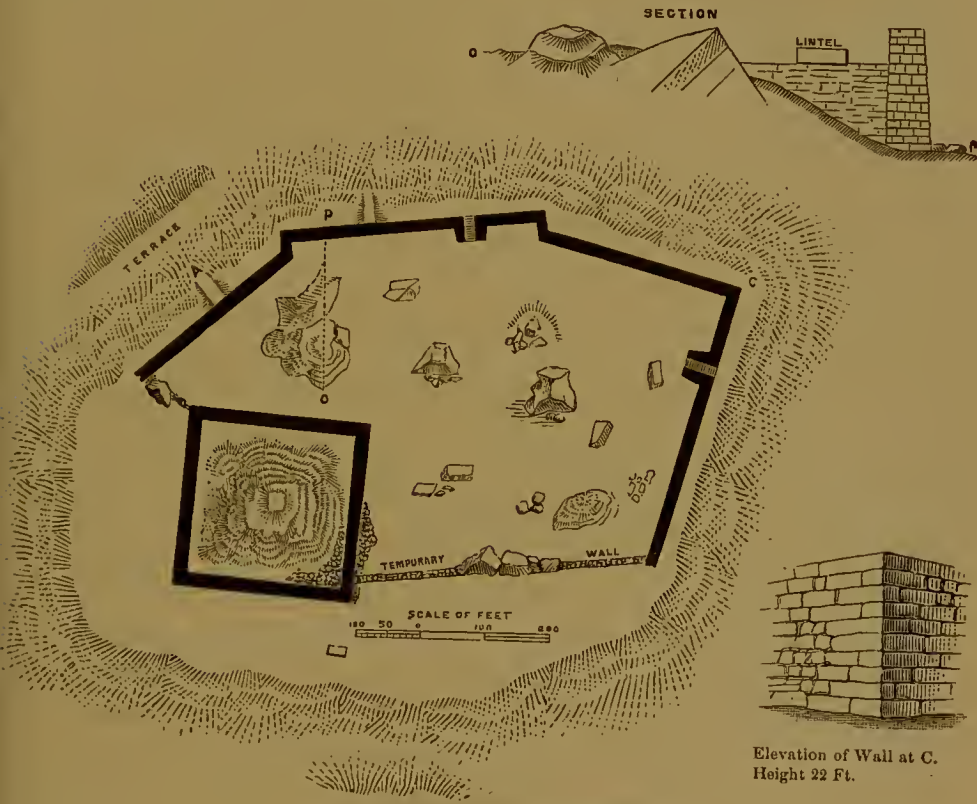 SECTION
O
LINTEL
P
TERRACE
A
P
C
O
TEMPURARY
WALL
SCALE OF FEET
100 50 0 100 200
Elevation of Wall at C.
Height 22 Ft.